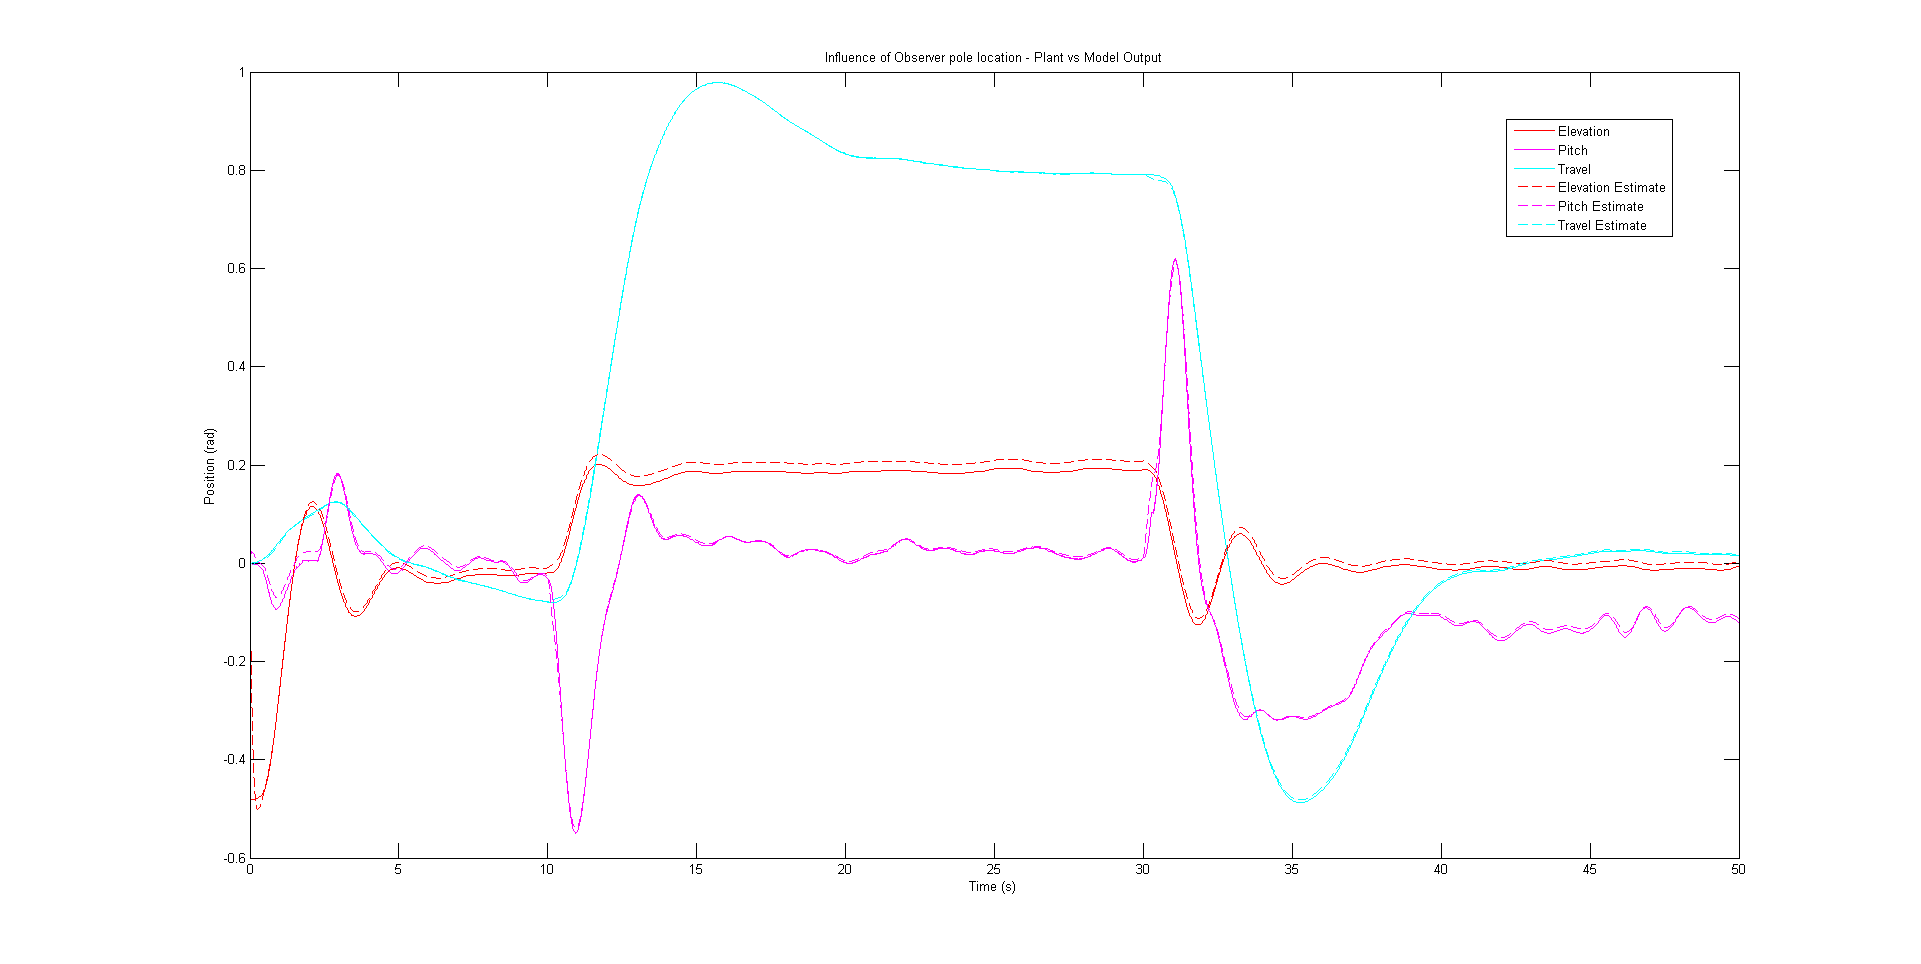 Influence of Observer pole location - Plant vs Model Output
1
0.8
0.6
0.4
0.2
0
-0.2
-0.4
-0.6
Position (rad)
Elevation
Pitch
Travel
Elevation Estimate
Pitch Estimate
Travel Estimate
0 5 10 15 20 25 30 35 40 45 50
Time (s)